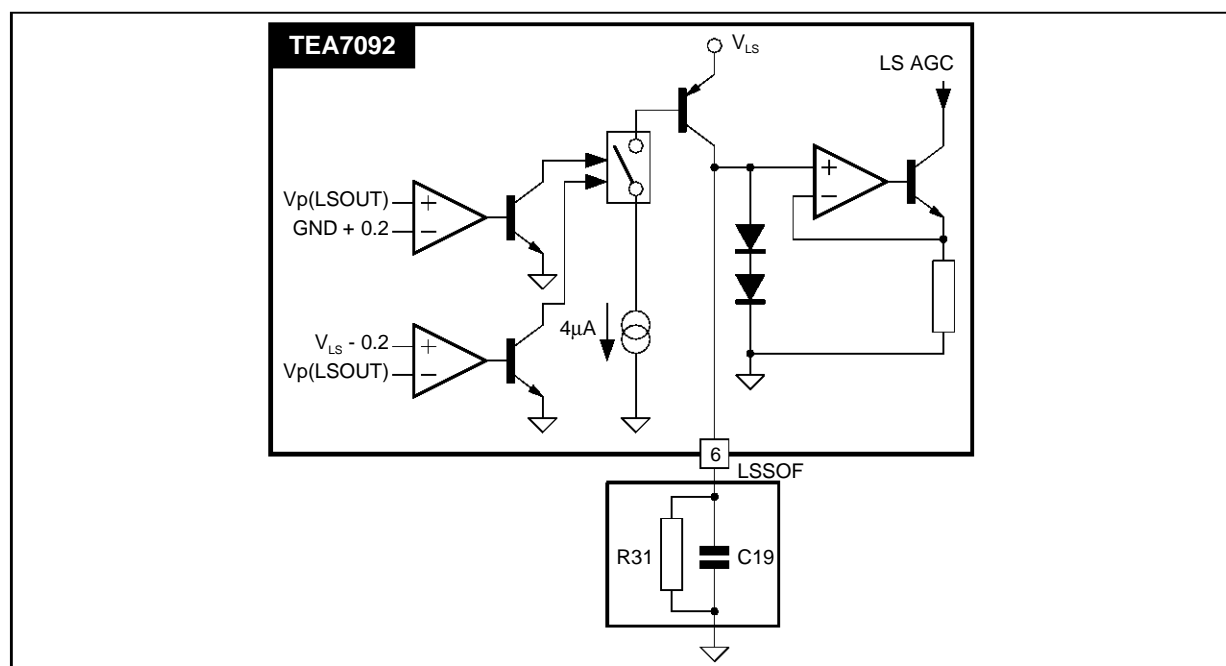 TEA7092
V_LS
LS AGC
+
−
Vp(LSOUT)
+
GND + 0.2
−
4µA
V_LS - 0.2
+
Vp(LSOUT)
−
6
LSSOF
R31
C19